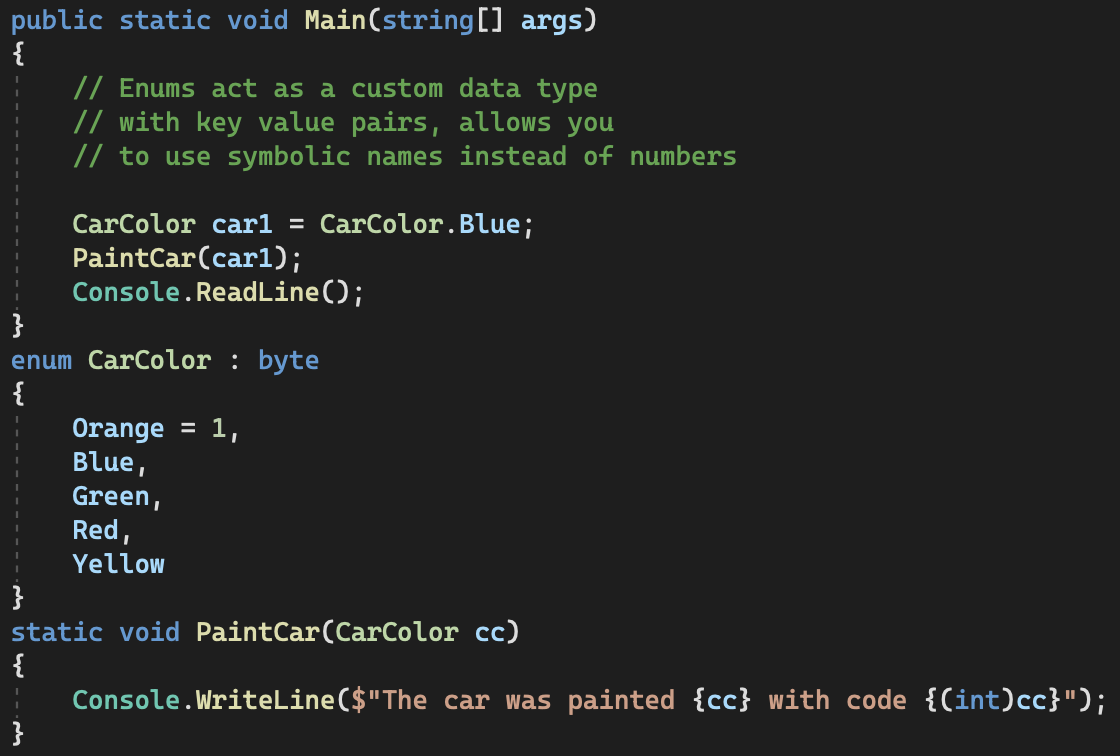 public static void Main(string[] args)
{
    // Enums act as a custom data type
    // with key value pairs, allows you
    // to use symbolic names instead of numbers

    CarColor car1 = CarColor.Blue;
    PaintCar(car1);
    Console.ReadLine();
}
enum CarColor : byte
{
    Orange = 1,
    Blue,
    Green,
    Red,
    Yellow
}
static void PaintCar(CarColor cc)
{
    Console.WriteLine($"The car was painted {cc} with code {(int)cc}");
}